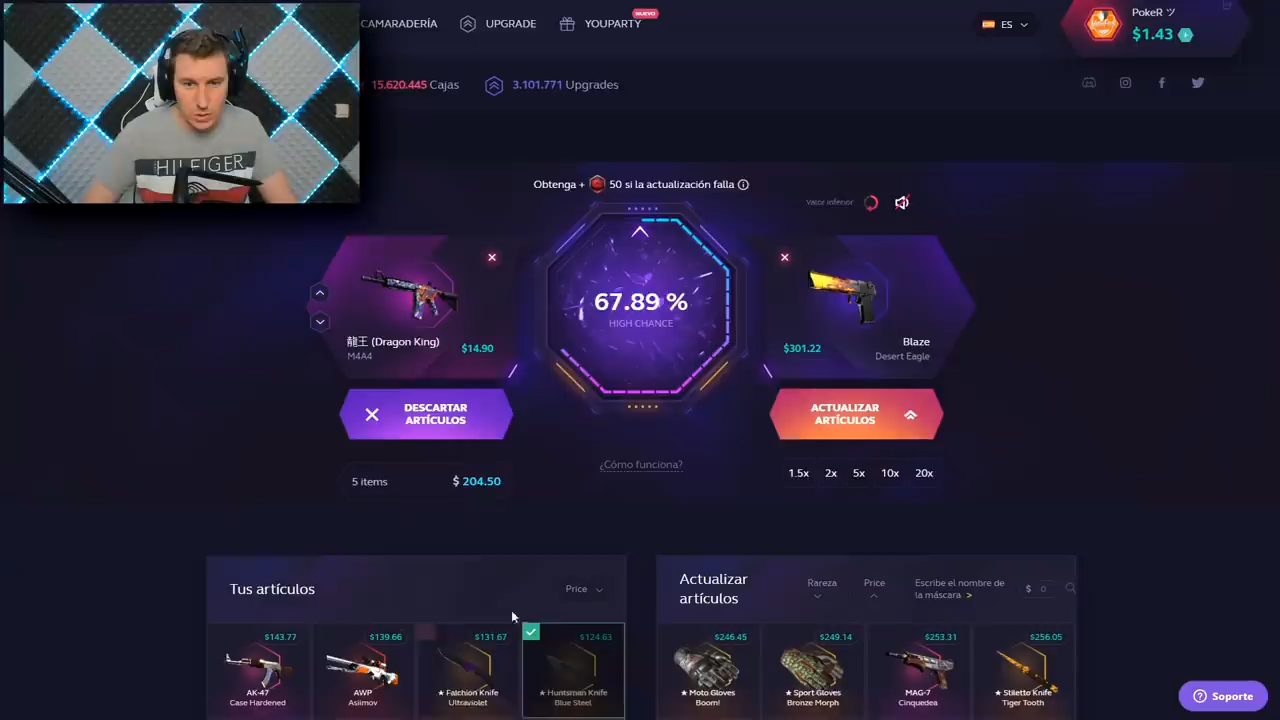 CAMARADERÍA
UPGRADE
YOUPARTY
NUEVO
ES
PokeR ツ
$1.43
15.620.445 Cajas
3.101.771 Upgrades
HILFIGER
Obtenga + 50 si la actualización falla
Valor inferior
67.89 %
HIGH CHANCE
龍王 (Dragon King)
M4A4
$14.90
$301.22
Blaze
Desert Eagle
DESCARTAR
ARTÍCULOS
ACTUALIZAR
ARTÍCULOS
¿Cómo funciona?
5 items
$ 204.50
1.5x 2x 5x 10x 20x
Tus artículos
Price
Actualizar
artículos
Rareza
Price
Escribe el nombre de
la máscara >
$ 0
$143.77
AK-47
Case Hardened
$139.66
AWP
Asiimov
$131.67
★ Falchion Knife
Ultraviolet
$124.63
★ Huntsman Knife
Blue Steel
$246.45
★ Moto Gloves
Boom!
$249.14
★ Sport Gloves
Bronze Morph
$253.31
MAG-7
Cinquedea
$256.05
★ Stiletto Knife
Tiger Tooth
Soporte